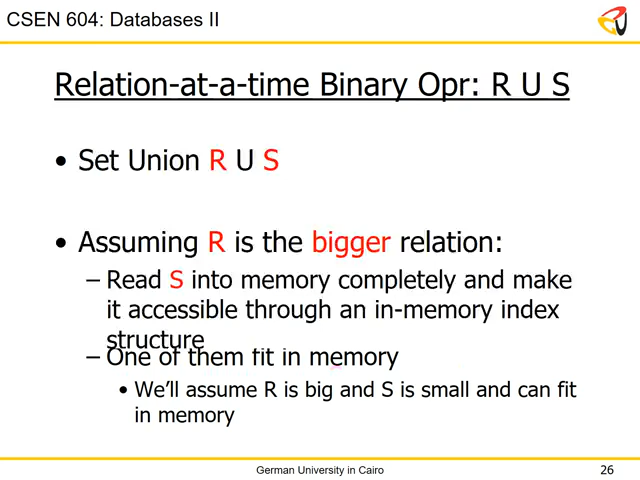 CSEN 604: Databases II
Relation-at-a-time Binary Opr: R U S
• Set Union R U S
• Assuming R is the bigger relation:
– Read S into memory completely and make
it accessible through an in-memory index
structure
– One of them fit in memory
• We'll assume R is big and S is small and can fit
in memory
German University in Cairo
26